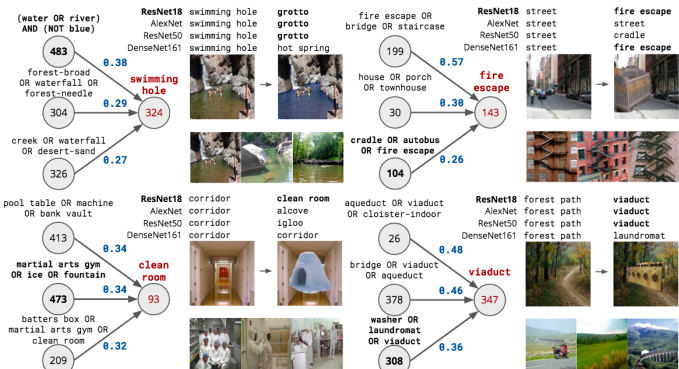 (water OR river)
AND (NOT blue)
483
0.38
forest-broad
OR waterfall OR
forest-needle
304
0.29
creek OR waterfall
OR desert-sand
326
0.27
swimming
hole
324
ResNet18 swimming hole grotto
AlexNet swimming hole grotto
ResNet50 swimming hole grotto
DenseNet161 swimming hole hot spring
fire escape OR
bridge OR staircase
199
0.57
house OR porch
OR townhouse
30
0.30
cradle OR autobus
OR fire escape
104
0.26
fire
escape
143
ResNet18 street fire escape
AlexNet street street
ResNet50 street cradle
DenseNet161 street fire escape
pool table OR machine
OR bank vault
413
0.34
martial arts gym
OR ice OR fountain
473
0.34
batters box OR
martial arts gym OR
clean room
209
0.32
clean
room
93
ResNet18 corridor clean room
AlexNet corridor alcove
ResNet50 corridor igloo
DenseNet161 corridor corridor
aqueduct OR viaduct
OR cloister-indoor
26
0.48
bridge OR viaduct
OR aqueduct
378
0.46
washer OR
laundromat
OR viaduct
308
0.36
viaduct
347
ResNet18 forest path viaduct
AlexNet forest path viaduct
ResNet50 forest path viaduct
DenseNet161 forest path laundromat